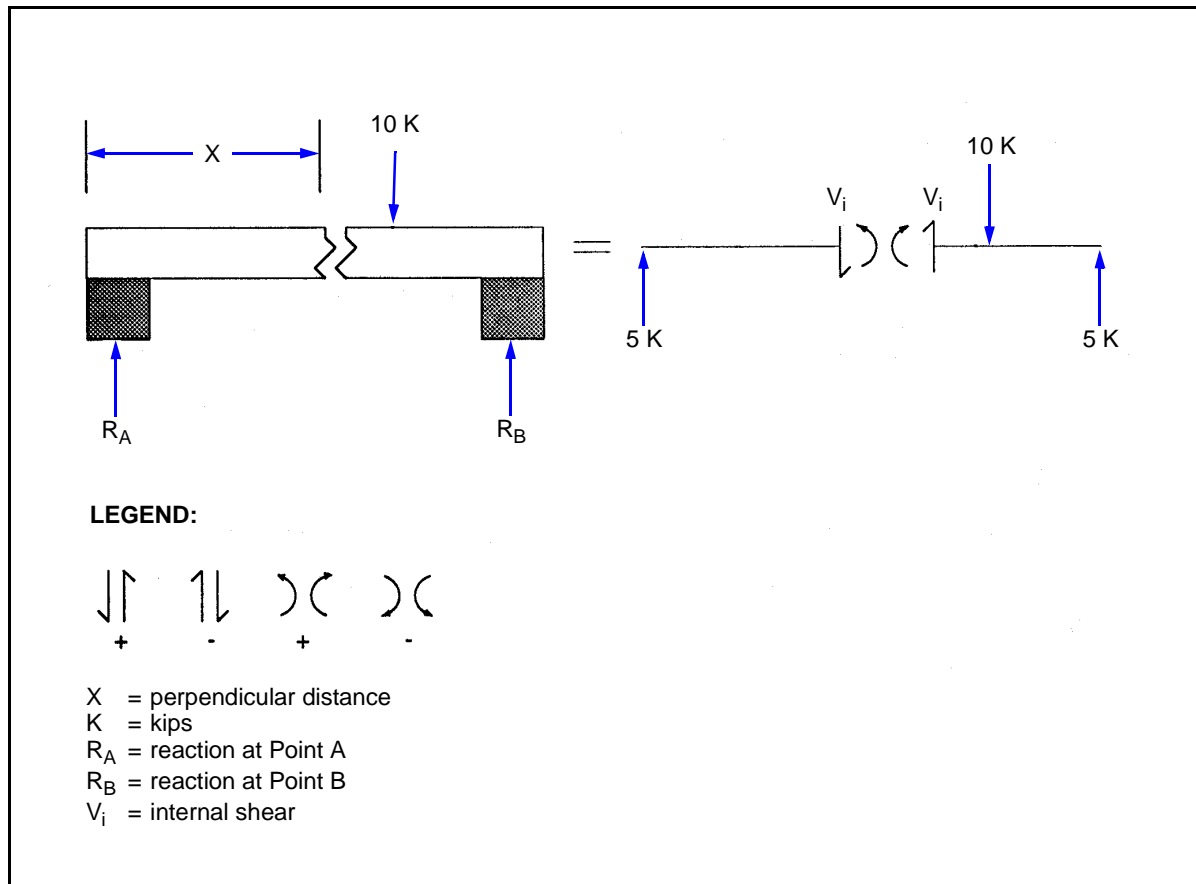 10 K
X
10 K
Vi Vi
=
5 K 5 K
RA RB
LEGEND:
+ - + -
X = perpendicular distance
K = kips
RA = reaction at Point A
RB = reaction at Point B
Vi = internal shear